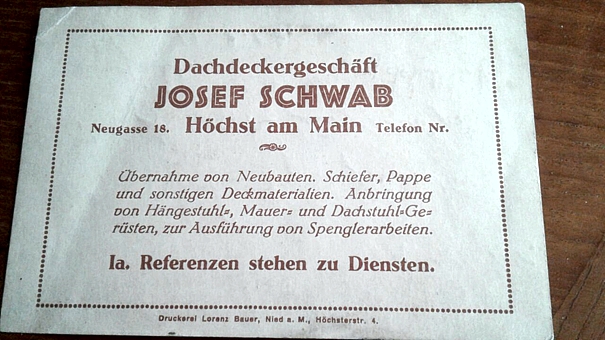 Dachdeckergeschäft
JOSEF SCHWAB
Neugasse 18. Höchst am Main Telefon Nr.
Übernahme von Neubauten. Schiefer, Pappe
und sonstigen Deckmaterialien. Anbringung
von Hängestuhl-, Mauer- und Dachstuhl-Ge-
rüsten, zur Ausführung von Spenglerarbeiten.
Ia. Referenzen stehen zu Diensten.
Druckerei Lorenz Bauer, Nied a. M., Höchsterstr. 4.